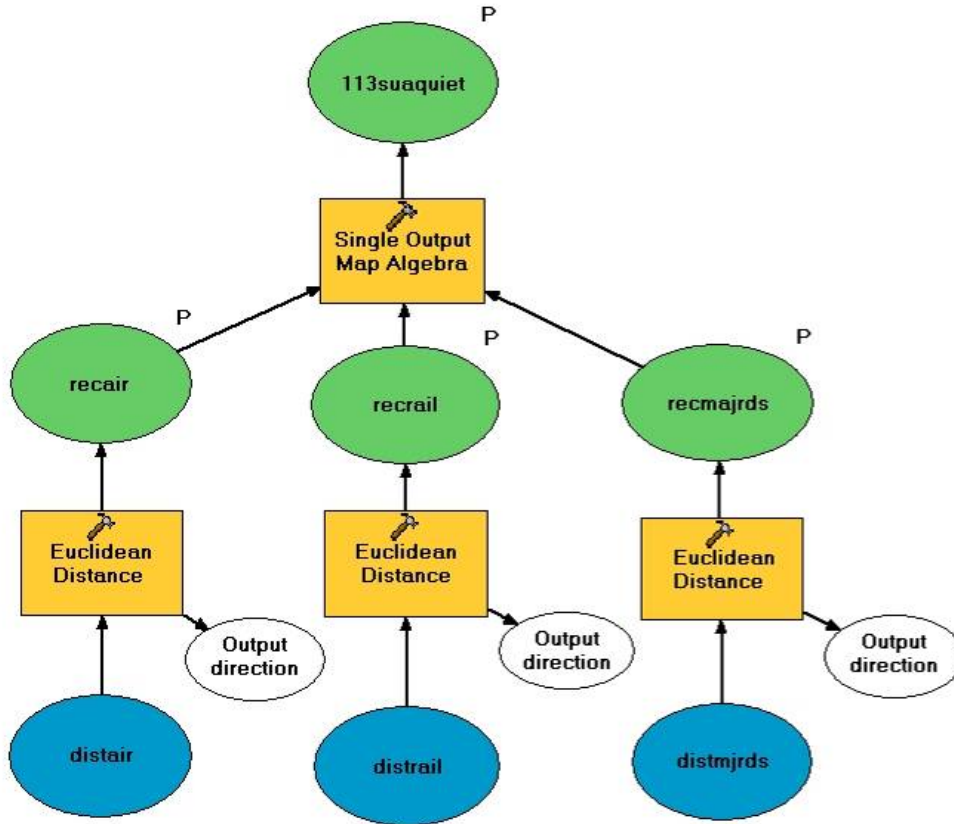 P
113suaquiet
Single Output
Map Algebra
P
P
P
recair
recrail
recmajrds
Euclidean
Distance
Euclidean
Distance
Euclidean
Distance
Output
direction
Output
direction
Output
direction
distair
distrail
distmjrds